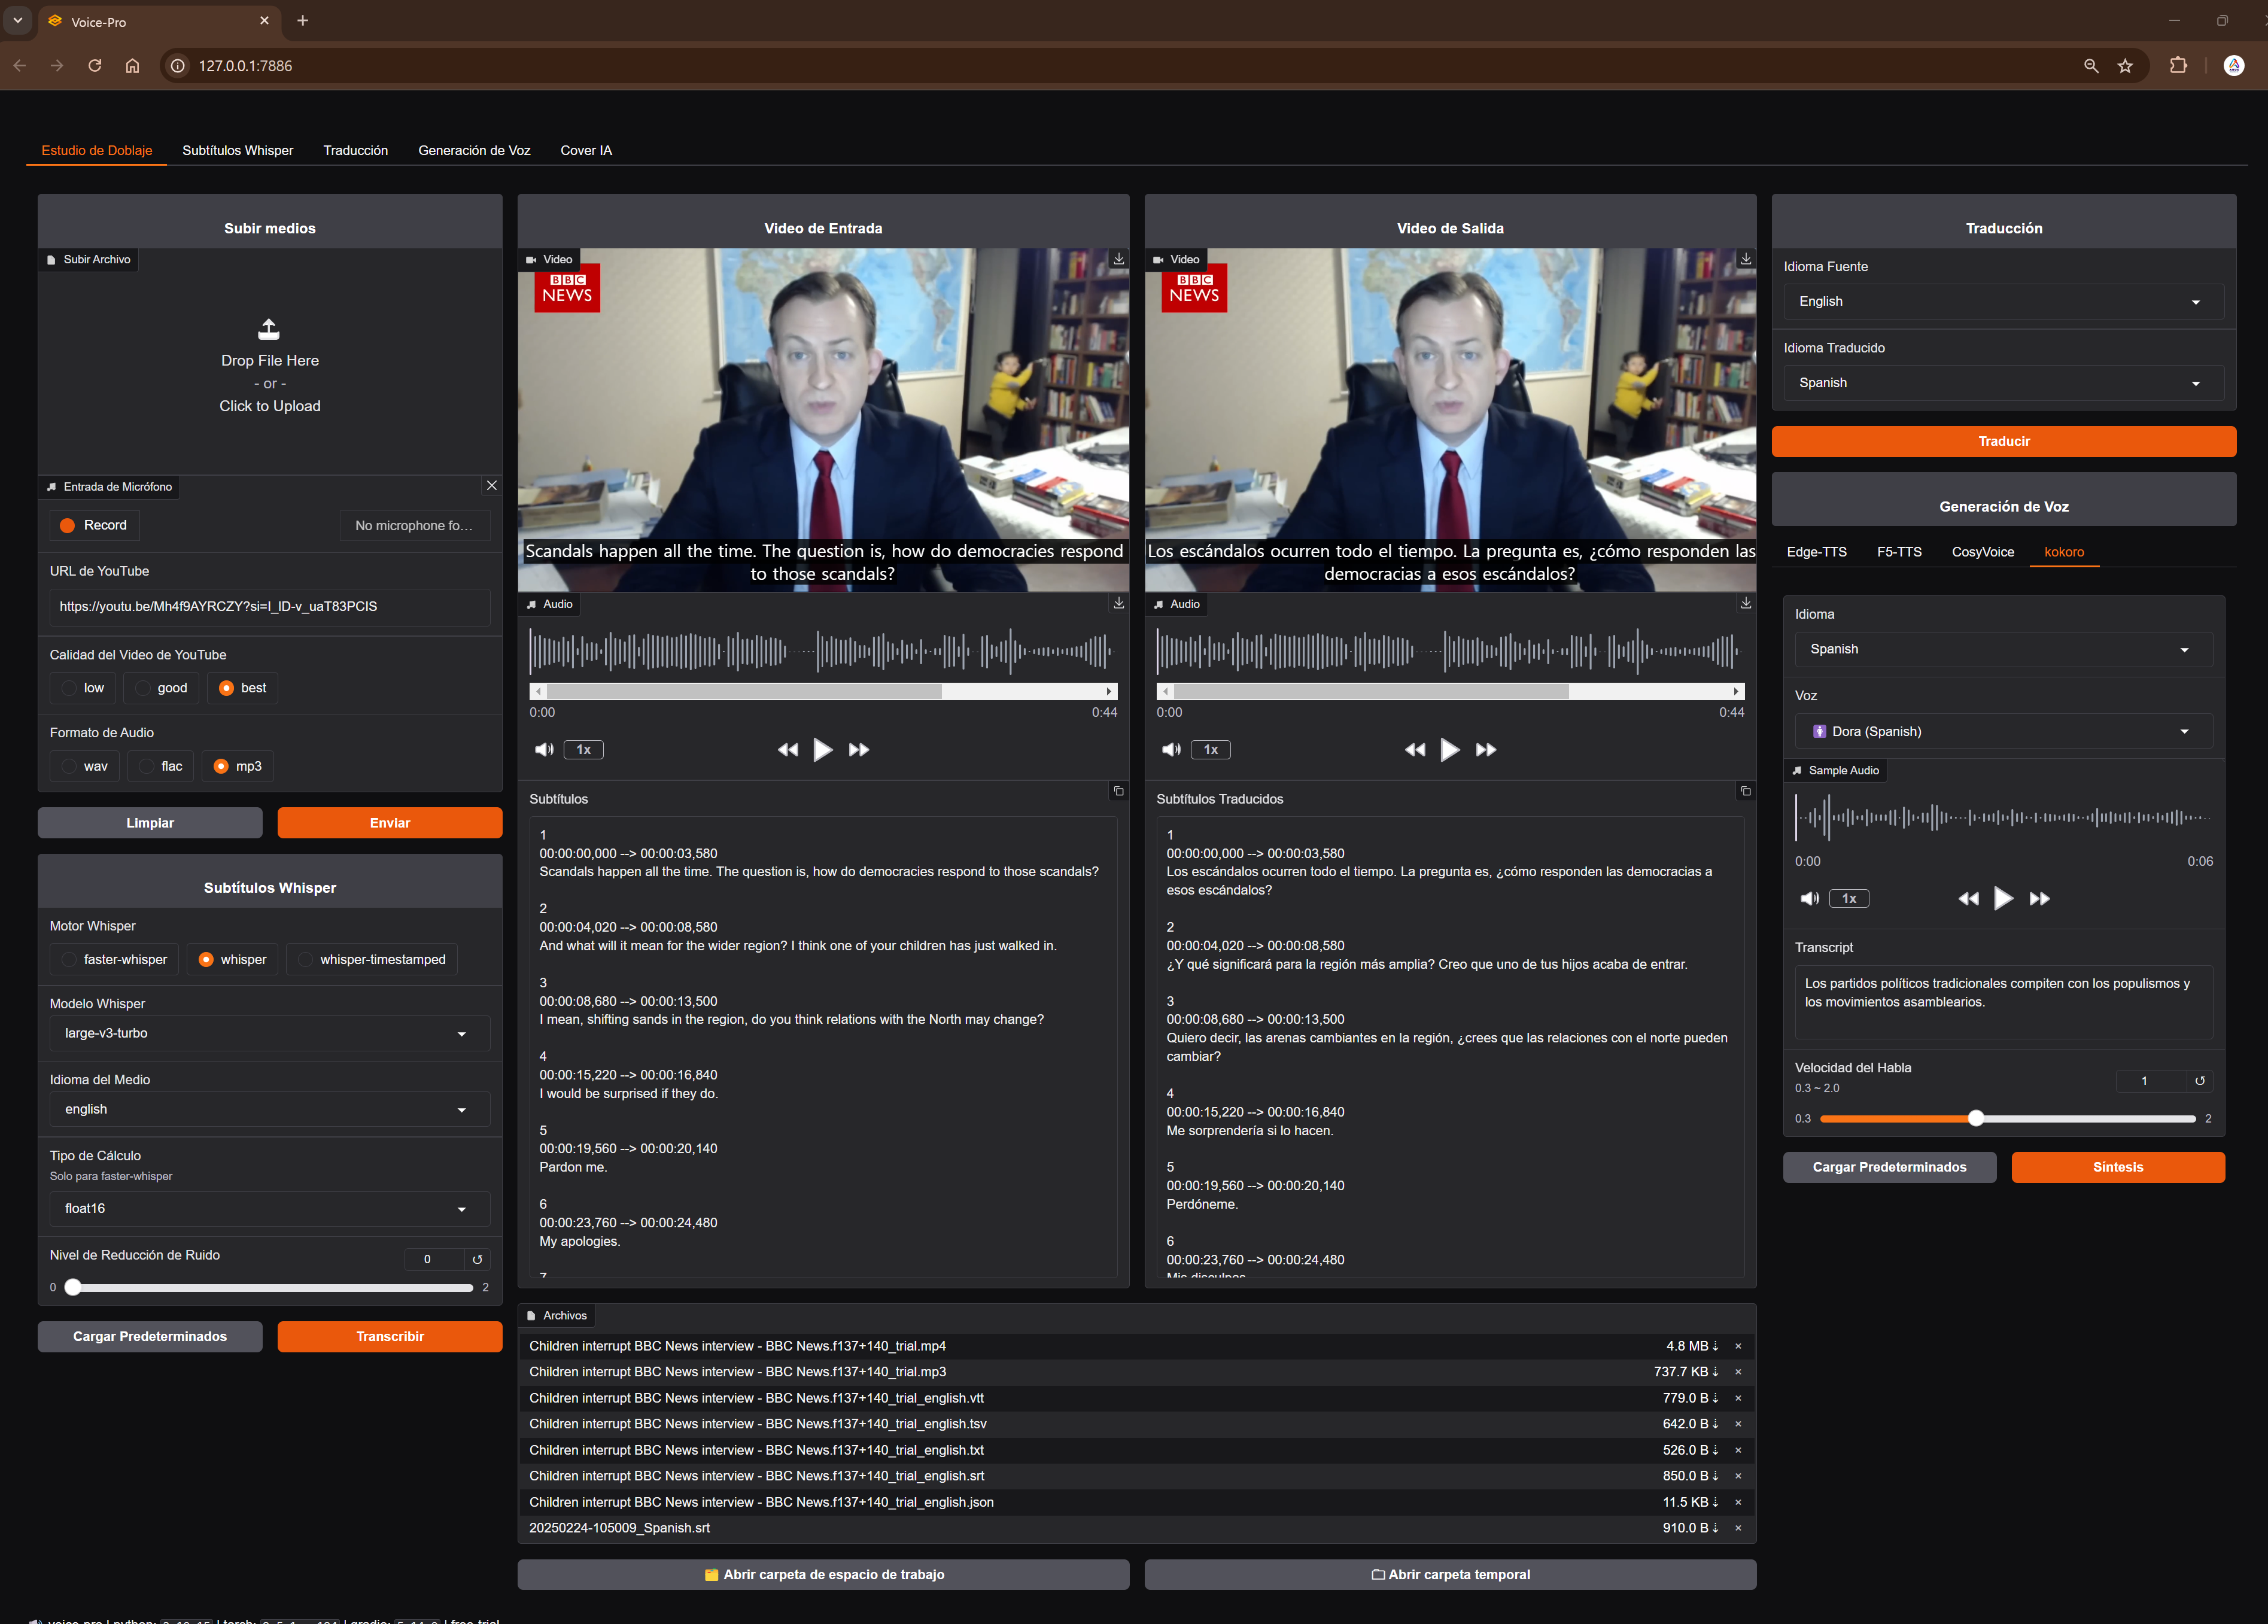 Voice-Pro
127.0.0.1:7886
Estudio de Doblaje
Subtítulos Whisper
Traducción
Generación de Voz
Cover IA
Subir medios
Subir Archivo
Drop File Here
- or -
Click to Upload
Entrada de Micrófono
Record
No microphone fo…
URL de YouTube
https://youtu.be/Mh4f9AYRCZY?si=I_ID-v_uaT83PCIS
Calidad del Video de YouTube
low
good
best
Formato de Audio
wav
flac
mp3
Limpiar
Enviar
Subtítulos Whisper
Motor Whisper
faster-whisper
whisper
whisper-timestamped
Modelo Whisper
large-v3-turbo
Idioma del Medio
english
Tipo de Cálculo
Solo para faster-whisper
float16
Nivel de Reducción de Ruido
0
0
2
Cargar Predeterminados
Transcribir
Video de Entrada
Video
BBC
NEWS
Scandals happen all the time. The question is, how do democracies respond
to those scandals?
Audio
0:00
0:44
1x
Subtítulos
1
00:00:00,000 --> 00:00:03,580
Scandals happen all the time. The question is, how do democracies respond to those scandals?
2
00:00:04,020 --> 00:00:08,580
And what will it mean for the wider region? I think one of your children has just walked in.
3
00:00:08,680 --> 00:00:13,500
I mean, shifting sands in the region, do you think relations with the North may change?
4
00:00:15,220 --> 00:00:16,840
I would be surprised if they do.
5
00:00:19,560 --> 00:00:20,140
Pardon me.
6
00:00:23,760 --> 00:00:24,480
My apologies.
7
Video de Salida
Video
BBC
NEWS
Los escándalos ocurren todo el tiempo. La pregunta es, ¿cómo responden las
democracias a esos escándalos?
Audio
0:00
0:44
1x
Subtítulos Traducidos
1
00:00:00,000 --> 00:00:03,580
Los escándalos ocurren todo el tiempo. La pregunta es, ¿cómo responden las democracias a
esos escándalos?
2
00:00:04,020 --> 00:00:08,580
¿Y qué significará para la región más amplia? Creo que uno de tus hijos acaba de entrar.
3
00:00:08,680 --> 00:00:13,500
Quiero decir, las arenas cambiantes en la región, ¿crees que las relaciones con el norte pueden
cambiar?
4
00:00:15,220 --> 00:00:16,840
Me sorprendería si lo hacen.
5
00:00:19,560 --> 00:00:20,140
Perdóneme.
6
00:00:23,760 --> 00:00:24,480
Mis disculpas.
Archivos
Children interrupt BBC News interview - BBC News.f137+140_trial.mp4 4.8 MB
Children interrupt BBC News interview - BBC News.f137+140_trial.mp3 737.7 KB
Children interrupt BBC News interview - BBC News.f137+140_trial_english.vtt 779.0 B
Children interrupt BBC News interview - BBC News.f137+140_trial_english.tsv 642.0 B
Children interrupt BBC News interview - BBC News.f137+140_trial_english.txt 526.0 B
Children interrupt BBC News interview - BBC News.f137+140_trial_english.srt 850.0 B
Children interrupt BBC News interview - BBC News.f137+140_trial_english.json 11.5 KB
20250224-105009_Spanish.srt 910.0 B
Abrir carpeta de espacio de trabajo
Abrir carpeta temporal
Traducción
Idioma Fuente
English
Idioma Traducido
Spanish
Traducir
Generación de Voz
Edge-TTS
F5-TTS
CosyVoice
kokoro
Idioma
Spanish
Voz
Dora (Spanish)
Sample Audio
0:00
0:06
1x
Transcript
Los partidos políticos tradicionales compiten con los populismos y
los movimientos asamblearios.
Velocidad del Habla
0.3 ~ 2.0
1
0.3
2
Cargar Predeterminados
Síntesis
voice-pro | python: | torch: | gradio: | free-trial